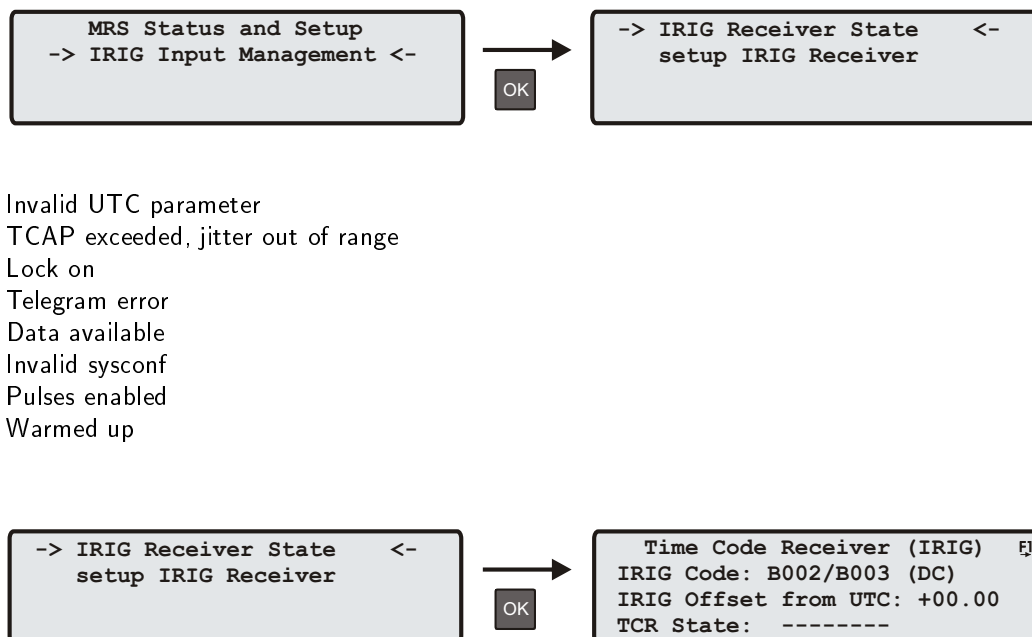 MRS Status and Setup
-> IRIG Input Management <-
OK
-> IRIG Receiver State <-
setup IRIG Receiver
Invalid UTC parameter
TCAP exceeded, jitter out of range
Lock on
Telegram error
Data available
Invalid sysconf
Pulses enabled
Warmed up
-> IRIG Receiver State <-
setup IRIG Receiver
OK
Time Code Receiver (IRIG)
IRIG Code: B002/B003 (DC)
IRIG Offset from UTC: +00.00
TCR State: --------